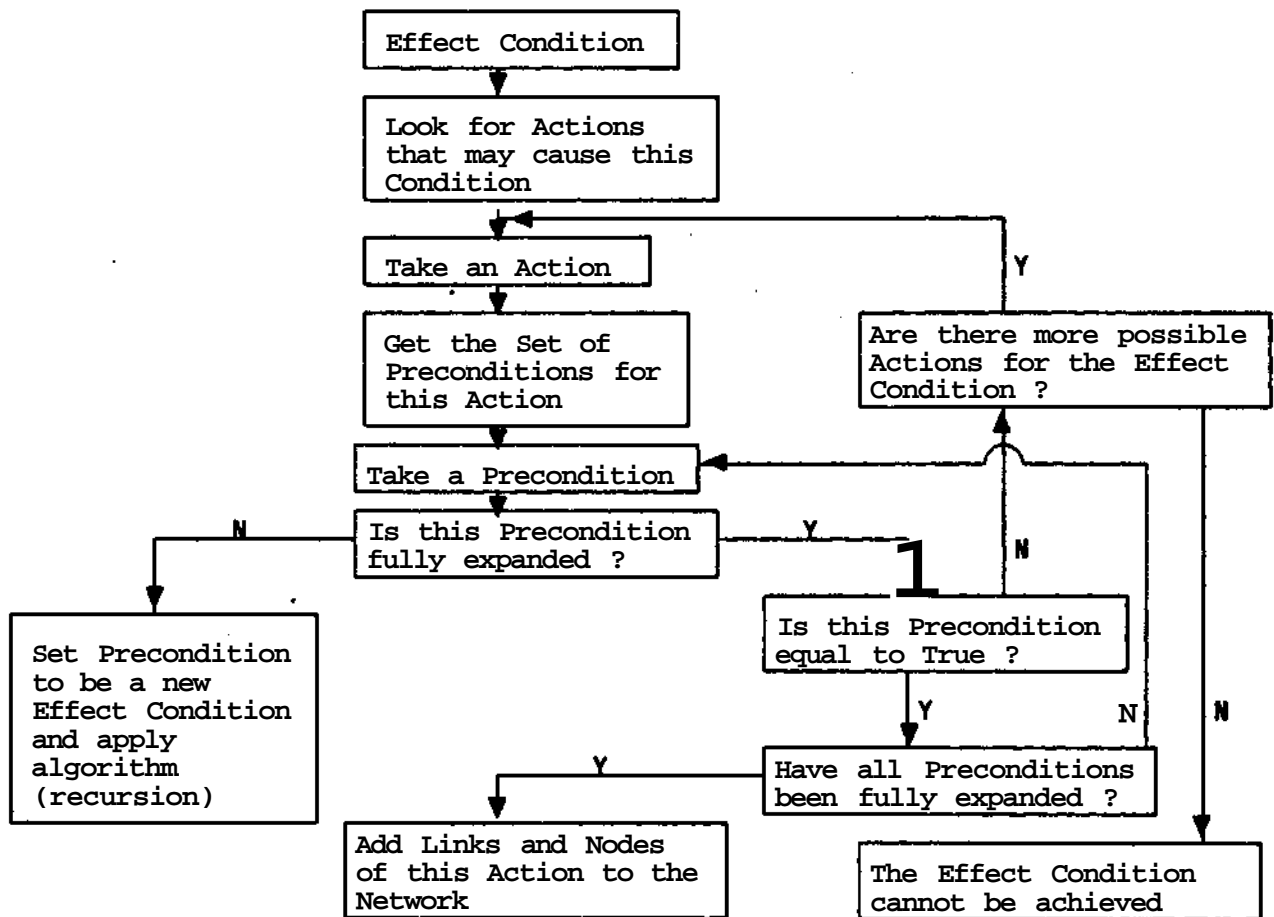 Effect Condition
Look for Actions
that may cause this
Condition
Take an Action
Y
Get the Set of
Preconditions for
this Action
Are there more possible
Actions for the Effect
Condition ?
Take a Precondition
N
Is this Precondition
fully expanded ?
Y
1
N
Set Precondition
to be a new
Effect Condition
and apply
algorithm
(recursion)
Is this Precondition
equal to True ?
Y
N
N
Y
Have all Preconditions
been fully expanded ?
Add Links and Nodes
of this Action to the
Network
The Effect Condition
cannot be achieved